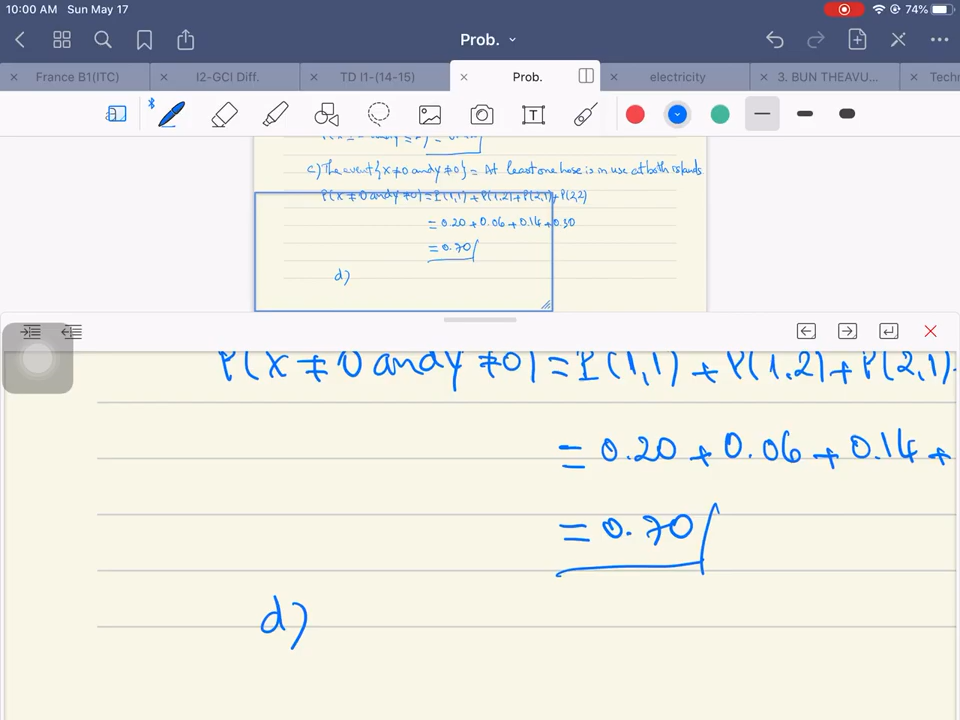 10:00 AM Sun May 17
74%
Prob.
France B1(ITC)
I2-GCI Diff.
TD I1-(14-15)
Prob.
electricity
3. BUN THEAVU...
Techn
T
c) The event {x≠0 and y≠0} = At least one hose is in use at both islands
P(x≠0 and y≠0) = P(1,1) + P(1,2) + P(2,1) + P(2,2)
= 0.20 + 0.06 + 0.14 + 0.30
= 0.70
d)
P(x≠0 and y≠0) = P(1,1) + P(1,2) + P(2,1)
= 0.20 + 0.06 + 0.14 +
= 0.70
d)